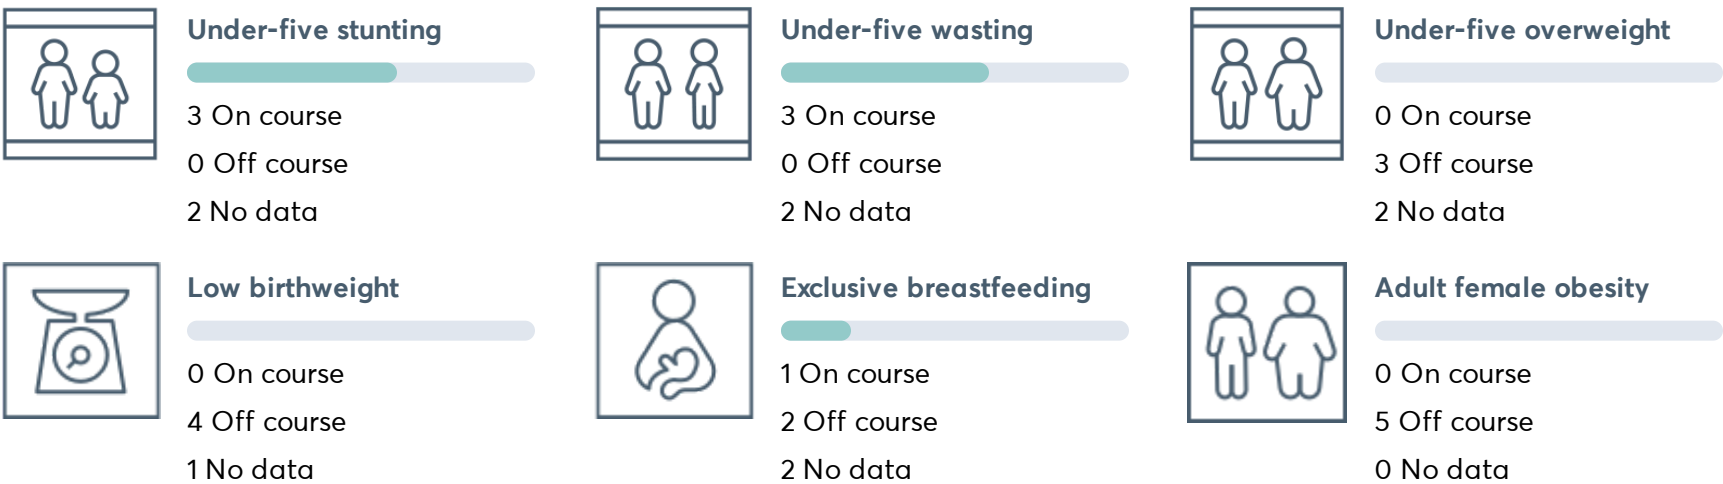 Under-five stunting
3 On course
0 Off course
2 No data
Under-five wasting
3 On course
0 Off course
2 No data
Under-five overweight
0 On course
3 Off course
2 No data
Low birthweight
0 On course
4 Off course
1 No data
Exclusive breastfeeding
1 On course
2 Off course
2 No data
Adult female obesity
0 On course
5 Off course
0 No data